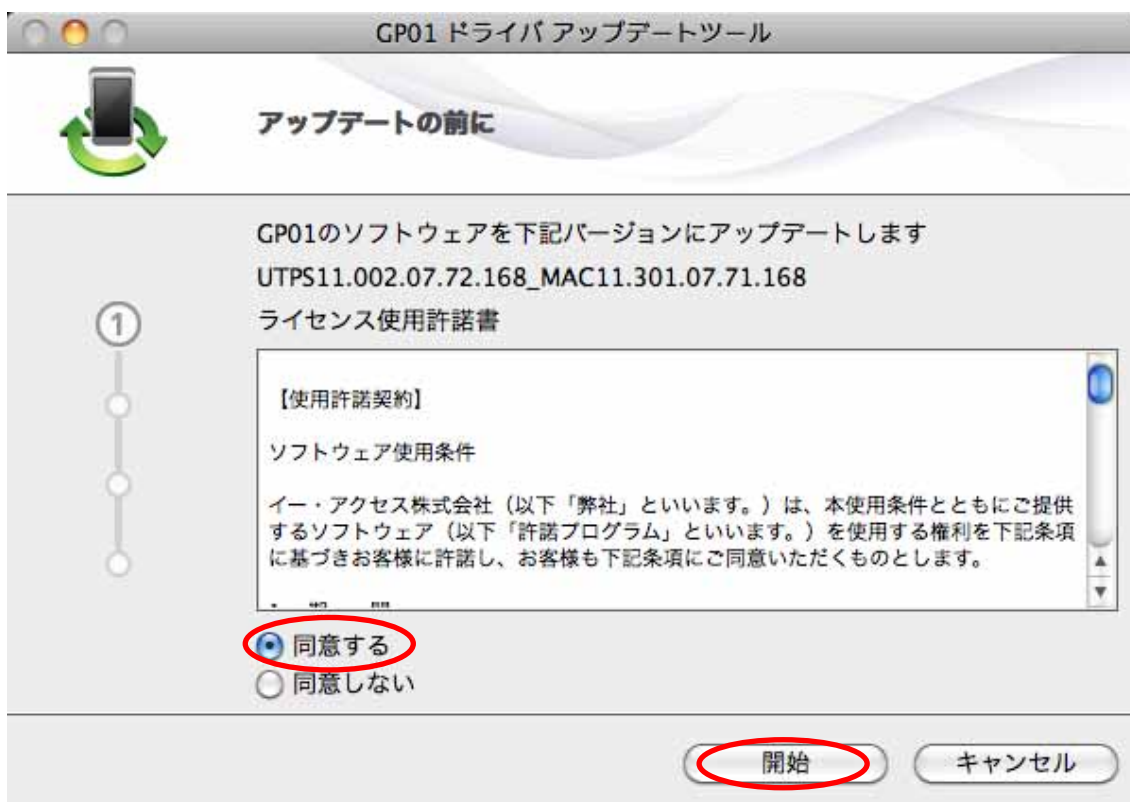 GP01 ドライバ アップデートツール
アップデートの前に
GP01のソフトウェアを下記バージョンにアップデートします
UTPS11.002.07.72.168_MAC11.301.07.71.168
ライセンス使用許諾書
1
【使用許諾契約】
ソフトウェア使用条件
イー・アクセス株式会社（以下「弊社」といいます。）は、本使用条件とともにご提供
するソフトウェア（以下「許諾プログラム」といいます。）を使用する権利を下記条項
に基づきお客様に許諾し、お客様も下記条項にご同意いただくものとします。
同意する
同意しない
開始
キャンセル